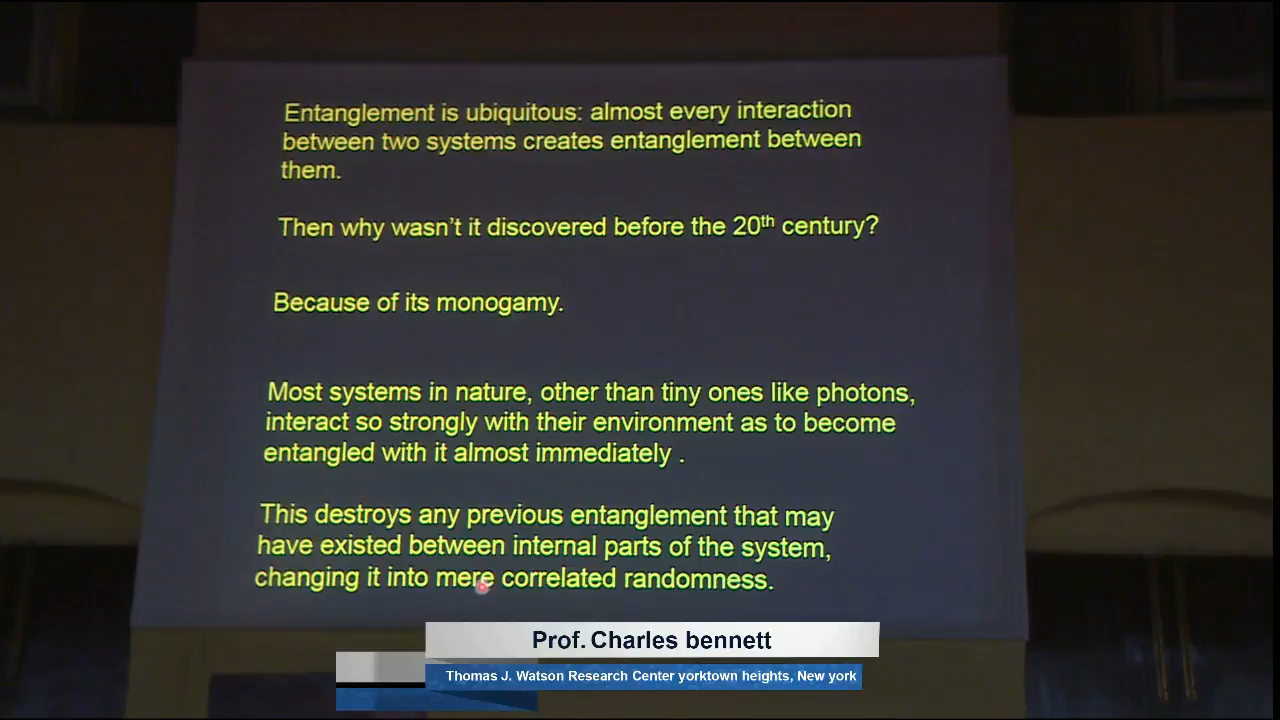 Entanglement is ubiquitous: almost every interaction
between two systems creates entanglement between
them.
Then why wasn't it discovered before the 20th century?
Because of its monogamy.
Most systems in nature, other than tiny ones like photons,
interact so strongly with their environment as to become
entangled with it almost immediately .
This destroys any previous entanglement that may
have existed between internal parts of the system,
changing it into mere correlated randomness.
Prof. Charles bennett
Thomas J. Watson Research Center yorktown heights, New york